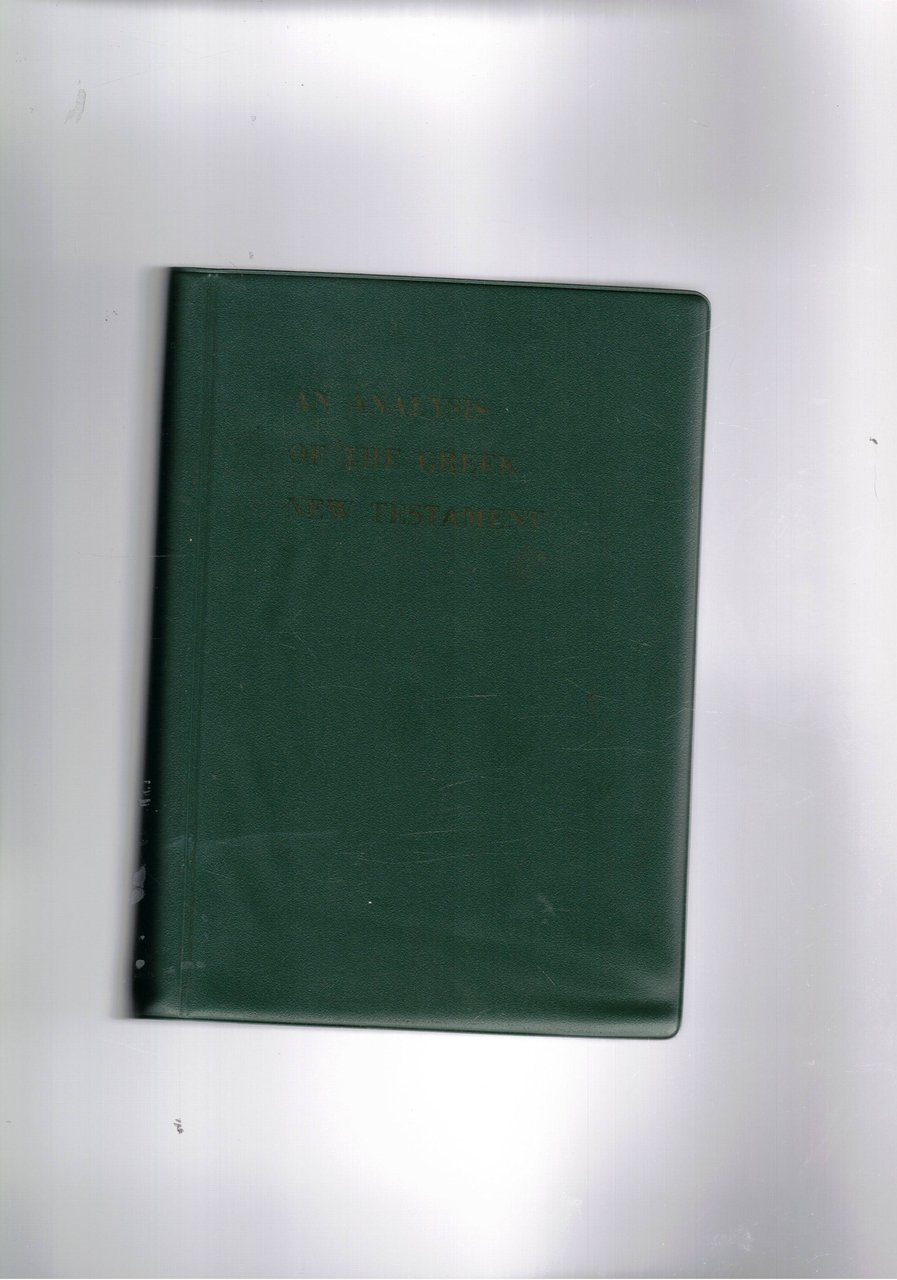 AN ANALYSIS
OF THE GREEK
NEW TESTAMENT